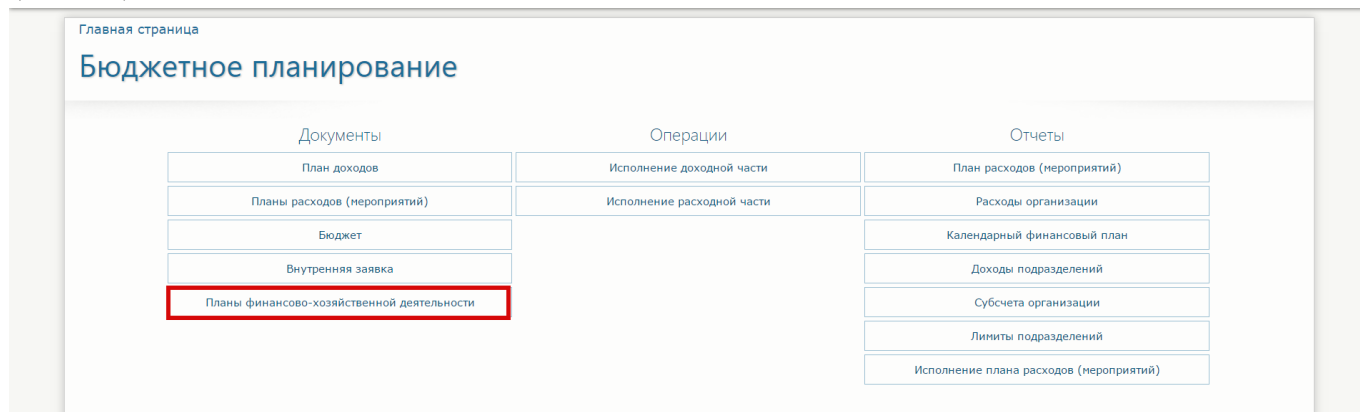 Главная страница
Бюджетное планирование
Документы
План доходов
Планы расходов (мероприятий)
Бюджет
Внутренняя заявка
Планы финансово-хозяйственной деятельности
Операции
Исполнение доходной части
Исполнение расходной части
Отчеты
План расходов (мероприятий)
Расходы организации
Календарный финансовый план
Доходы подразделений
Субсчета организации
Лимиты подразделений
Исполнение плана расходов (мероприятий)